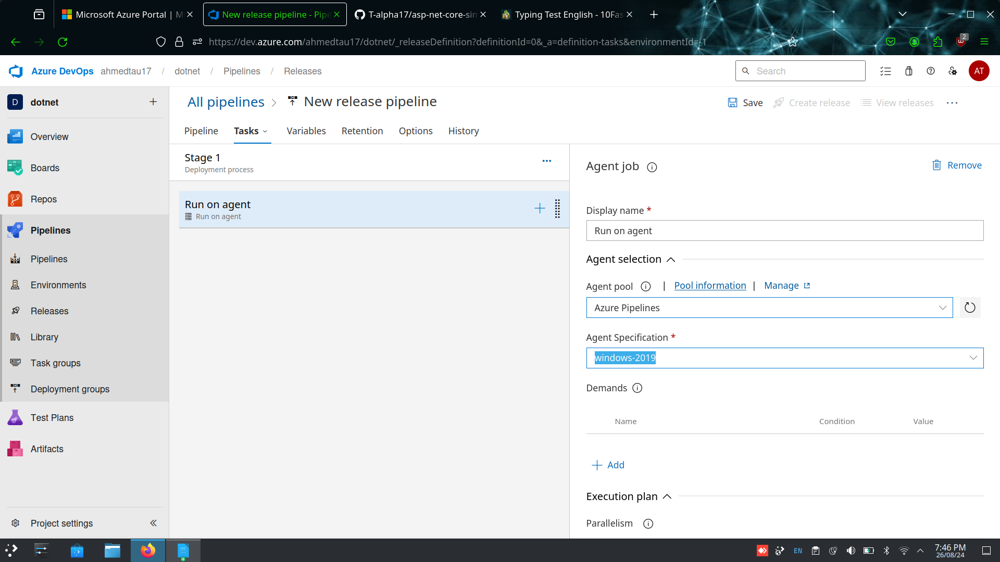 Microsoft Azure Portal | M
New release pipeline - Pipe
T-alpha17/asp-net-core-sim
Typing Test English - 10Fas
https://dev.azure.com/ahmedtau17/dotnet/_releaseDefinition?definitionId=0&_a=definition-tasks&environmentId=-1
2
Azure DevOps ahmedtau17 / dotnet / Pipelines / Releases
Search
AT
D dotnet
Overview
Boards
Repos
Pipelines
Pipelines
Environments
Releases
Library
Task groups
Deployment groups
Test Plans
Artifacts
Project settings
All pipelines > New release pipeline
Save Create release View releases ...
Pipeline Tasks Variables Retention Options History
Stage 1
Deployment process
Run on agent
Run on agent
Agent job
Remove
Display name *
Run on agent
Agent selection
Agent pool | Pool information | Manage
Azure Pipelines
Agent Specification *
windows-2019
Demands
Name Condition Value
Add
Execution plan
Parallelism
EN
7:46 PM
26/08/24